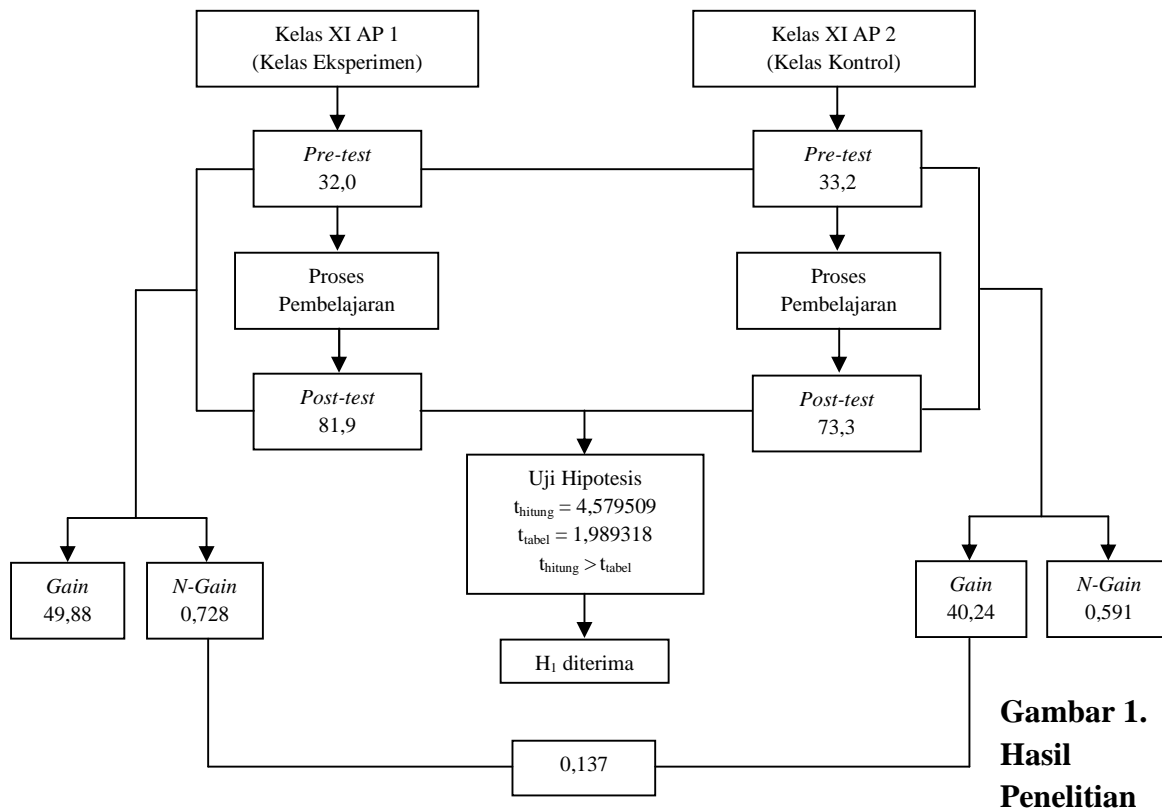 Kelas XI AP 1
(Kelas Eksperimen)
Kelas XI AP 2
(Kelas Kontrol)
Pre-test
32,0
Pre-test
33,2
Proses
Pembelajaran
Proses
Pembelajaran
Post-test
81,9
Post-test
73,3
Uji Hipotesis
thitung = 4,579509
ttabel = 1,989318
thitung > ttabel
Gain
49,88
N-Gain
0,728
Gain
40,24
N-Gain
0,591
H1 diterima
0,137
Gambar 1.
Hasil
Penelitian